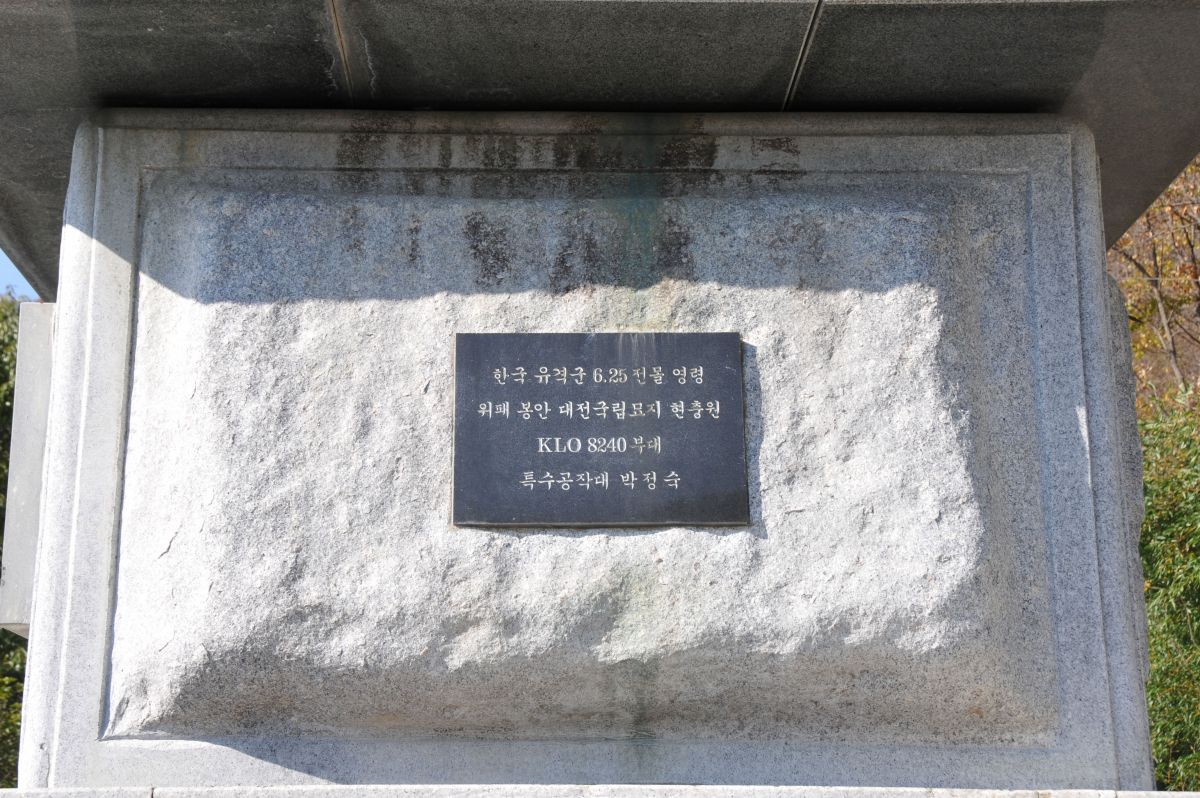 한국 유격군 6.25 전몰 영령
위패 봉안 대전국립묘지 현충원
KLO 8240 부대
특수공작대 박정숙